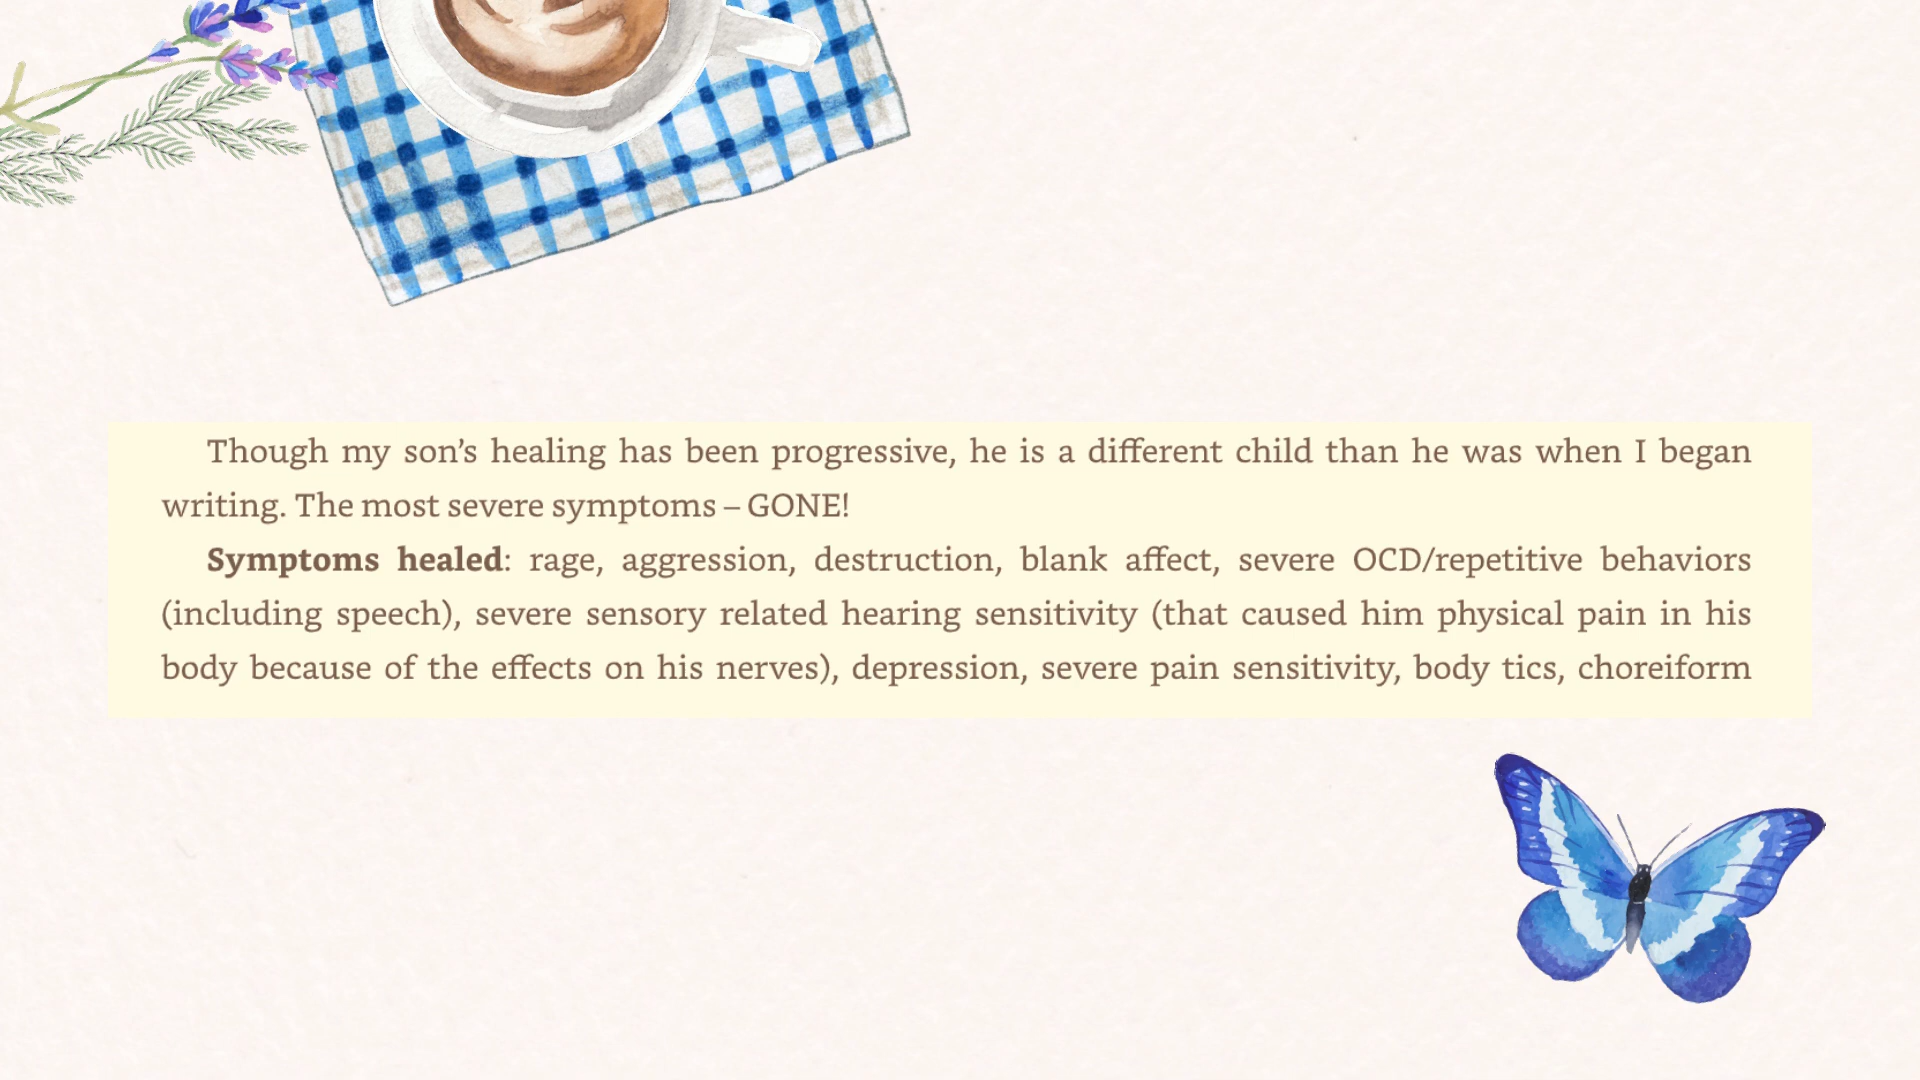 Though my son’s healing has been progressive, he is a different child than he was when I began
writing. The most severe symptoms – GONE!
Symptoms healed: rage, aggression, destruction, blank affect, severe OCD/repetitive behaviors
(including speech), severe sensory related hearing sensitivity (that caused him physical pain in his
body because of the effects on his nerves), depression, severe pain sensitivity, body tics, choreiform